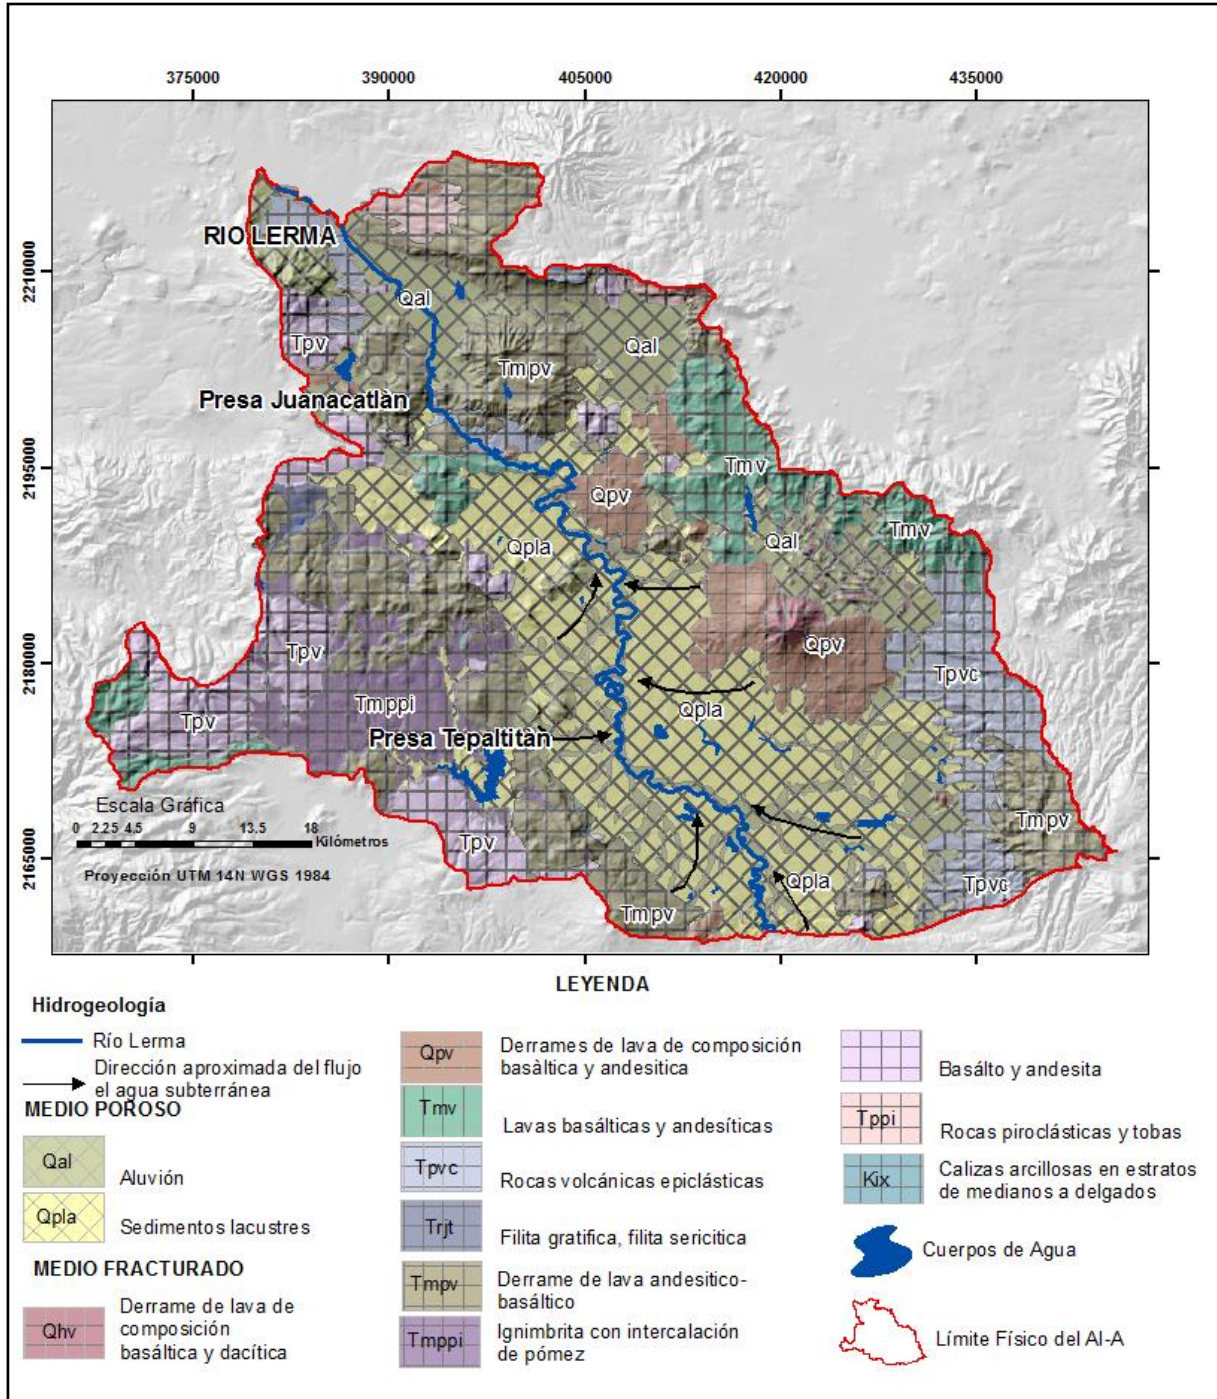 375000 390000 405000 420000 435000
2210000
2195000
2180000
2165000
RIO LERMA
Qal
Tpv
Qal
Tmpv
Presa Juanacatlàn
Tmv
Qpv
Tmv
Qal
Qpla
Tpv
Qpv
Tpvc
Tmppi
Tpv
Qpla
Presa Tepaltitàn
Escala Gráfica
0 2.25 4.5 9 13.5 18
Kilómetros
Tmpv
Tpv
Proyección UTM 14N WGS 1984
Qpla
Tpvc
Tmpv
LEYENDA
Hidrogeología
Río Lerma
Dirección aproximada del flujo
el agua subterránea
MEDIO POROSO
Qal
Aluvión
Qpla
Sedimentos lacustres
MEDIO FRACTURADO
Qhv
Derrame de lava de
composición
basáltica y dacítica
Qpv
Derrames de lava de composición
basàltica y andesitica
Tmv
Lavas basálticas y andesíticas
Tpvc
Rocas volcánicas epiclásticas
Trjt
Filita gratifica, filita sericitica
Tmpv
Derrame de lava andesitico-
basáltico
Tmppi
Ignimbrita con intercalación
de pómez
Basálto y andesita
Tppi
Rocas piroclásticas y tobas
Kix
Calizas arcillosas en estratos
de medianos a delgados
Cuerpos de Agua
Límite Físico del AI-A